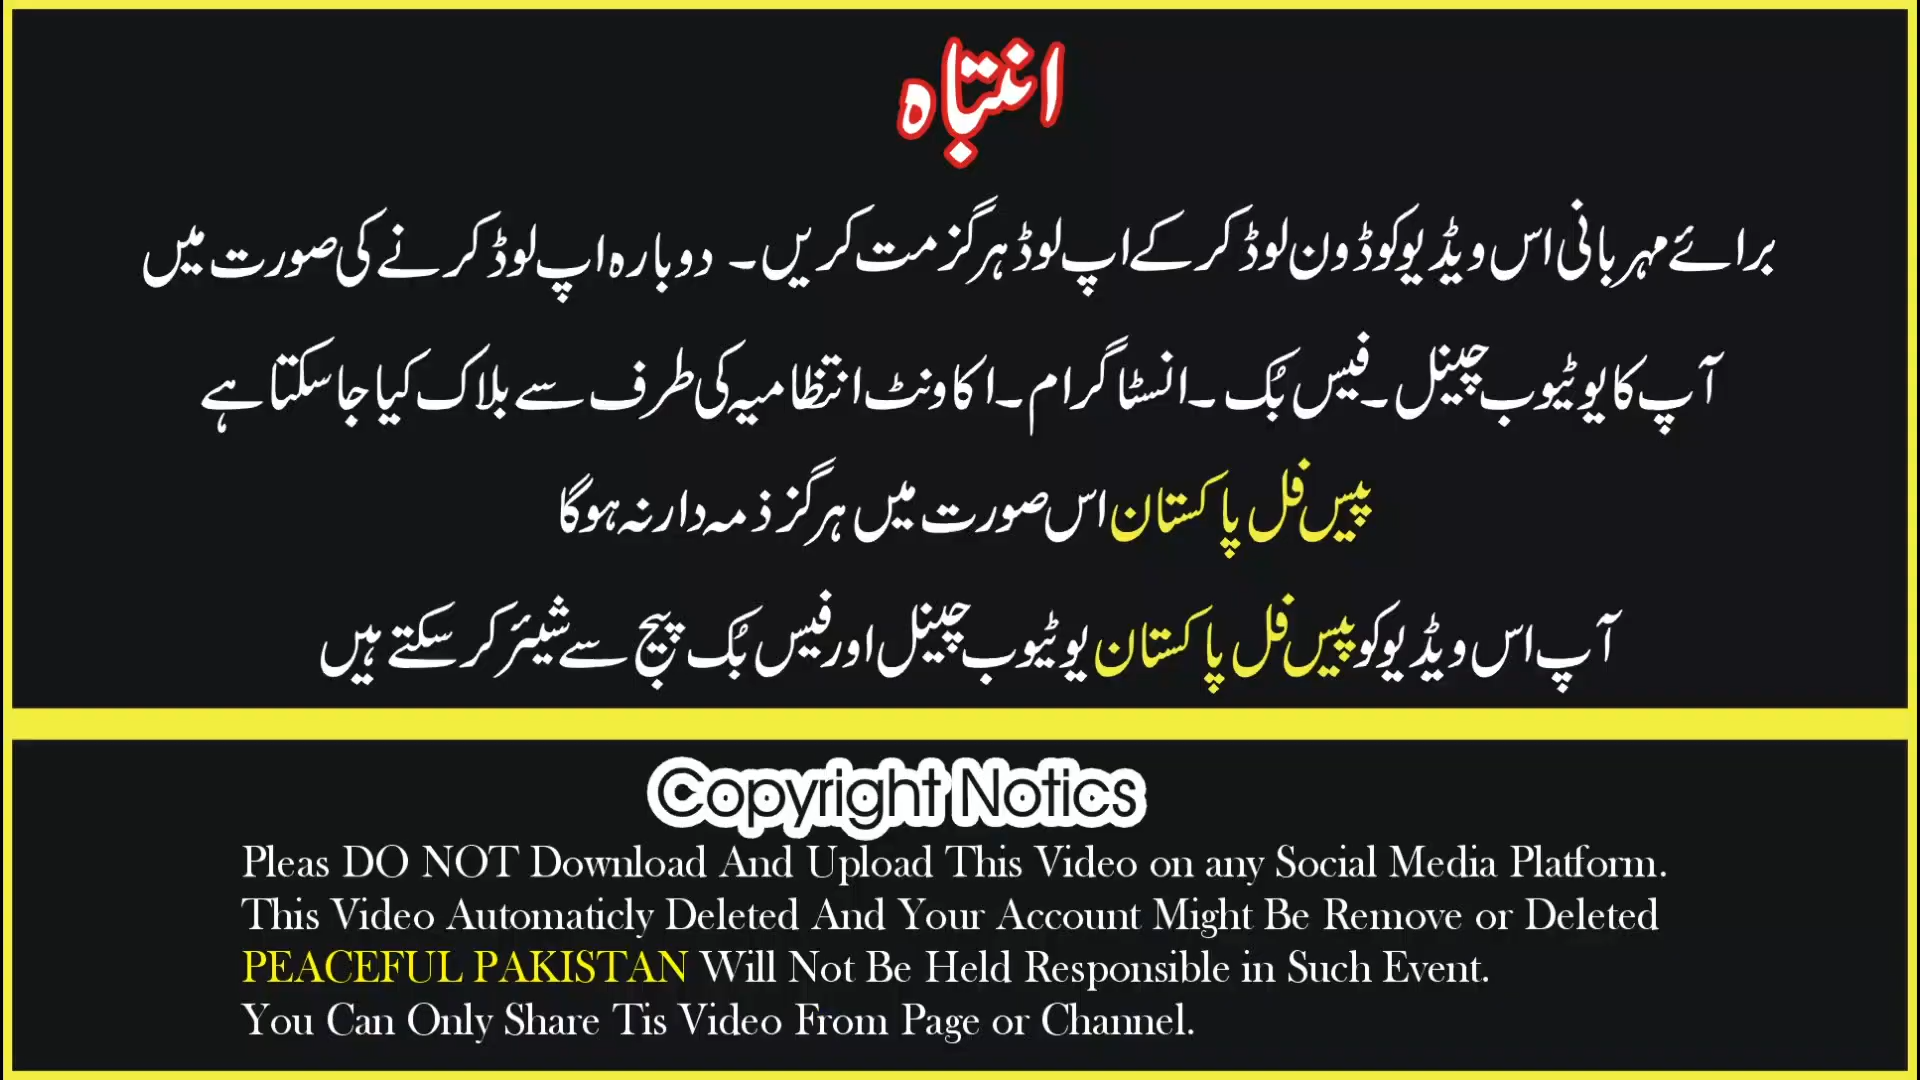 انتباہ
برائے مہربانی اس ویڈیو کو ڈون لوڈ کر کے اپ لوڈ ہرگز مت کریں۔ دوبارہ اپ لوڈ کرنے کی صورت میں
آپ کا یوٹیوب چینل۔ فیس بُک ۔ انسٹاگرام ۔ اکاونٹ انتظامیہ کی طرف سے بلاک کیا جا سکتا ہے
پیس فل پاکستان اس صورت میں ہرگز ذمہ دار نہ ہوگا
آپ اس ویڈیو کو پیس فل پاکستان یوٹیوب چینل اور فیس بُک پیج سے شیئر کر سکتے ہیں
Copyright Notics
Pleas DO NOT Download And Upload This Video on any Social Media Platform.
This Video Automaticly Deleted And Your Account Might Be Remove or Deleted
PEACEFUL PAKISTAN Will Not Be Held Responsible in Such Event.
You Can Only Share Tis Video From Page or Channel.